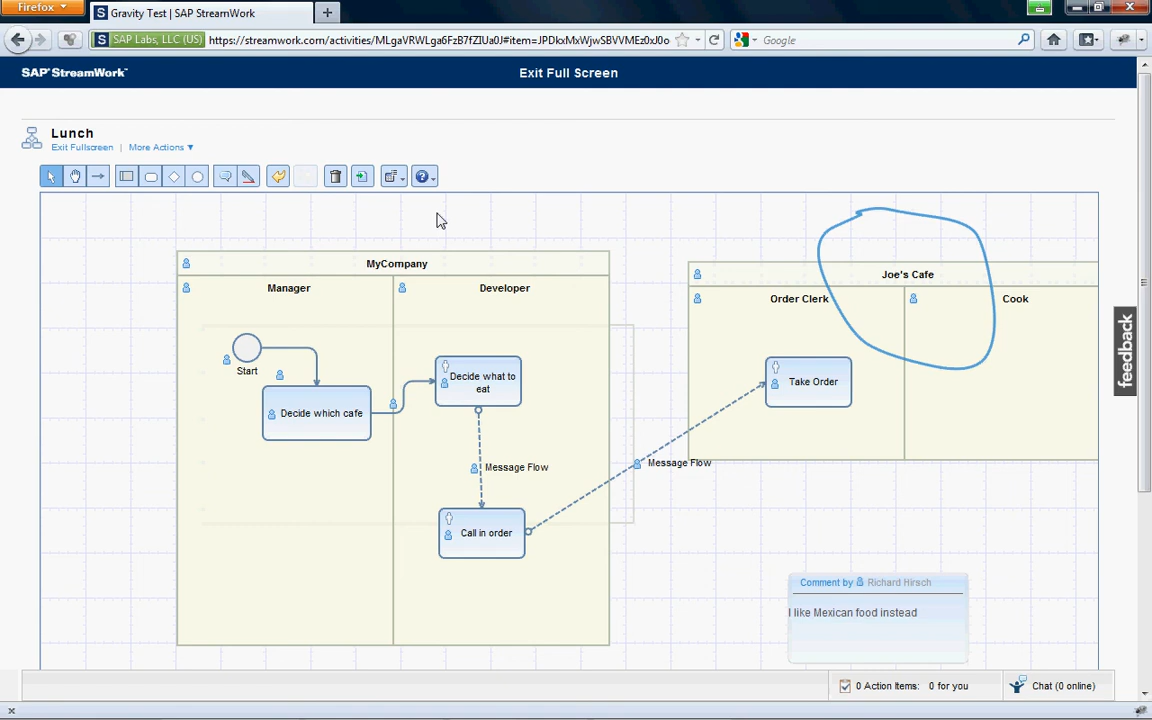 Firefox
Gravity Test | SAP StreamWork
SAP Labs, LLC (US)
https://streamwork.com/activities/MLgaVRWLga6FzB7fZIUa0J#item=JPDkxMxWjwSBVVMEz0xJ0o
Google
SAP StreamWork
Exit Full Screen
Lunch
Exit Fullscreen | More Actions ▼
MyCompany
Manager
Developer
Joe's Cafe
Order Clerk
Cook
Start
Decide which cafe
Decide what to
eat
Take Order
Message Flow
Message Flow
Call in order
feedback
Comment by Richard Hirsch
I like Mexican food instead
0 Action Items: 0 for you
Chat (0 online)